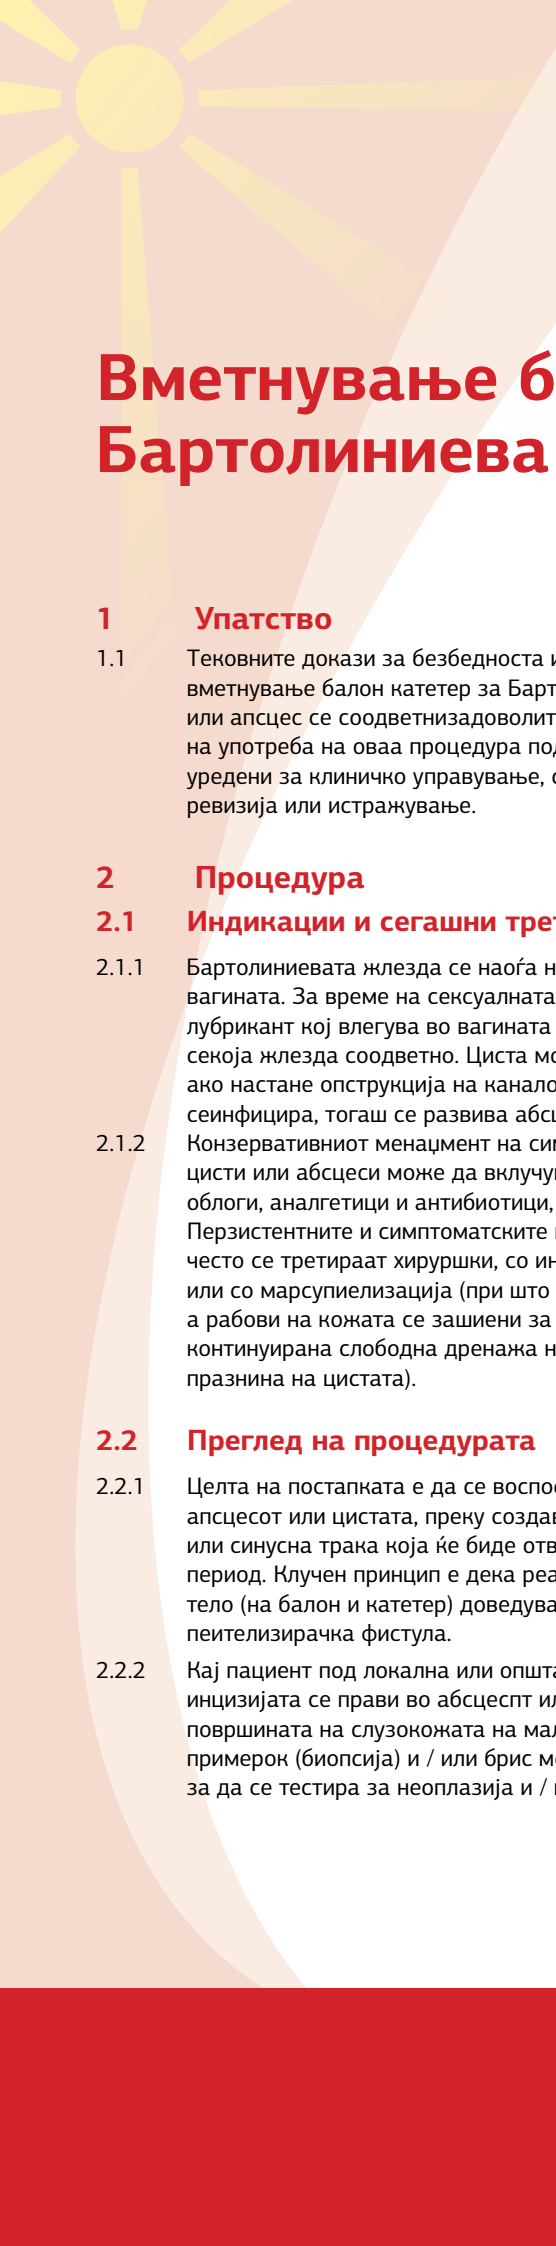 Вметнување б
Бартолиниева
1 Упатство
1.1 Тековните докази за безбедноста и
вметнување балон катетер за Барт
или апсцес се соодветнизадоволит
на употреба на оваа процедура под
уредени за клиничко управување, с
ревизија или истражување.
2 Процедура
2.1 Индикации и сегашни трет
2.1.1 Бартолиниевата жлезда се наоѓа н
вагината. За време на сексуалната
лубрикант кој влегува во вагината
секоја жлезда соодветно. Циста мо
ако настане опструкција на канало
сеинфицира, тогаш се развива абсц
2.1.2 Конзервативниот менаџмент на сим
цисти или абсцеси може да вклучу
облоги, аналгетици и антибиотици,
Перзистентните и симптоматските
често се третираат хируршки, со ин
или со марсупиелизација (при што
а рабови на кожата се зашиени за
континуирана слободна дренажа н
празнина на цистата).
2.2 Преглед на процедурата
2.2.1 Целта на постапката е да се воспос
апсцесот или цистата, преку создав
или синусна трака која ќе биде отв
период. Клучен принцип е дека реа
тело (на балон и катетер) доведува
пеителизирачка фистула.
2.2.2 Кај пациент под локална или општа
инцизијата се прави во абсцеспт ил
површината на слузокожата на мал
примерок (биопсија) и / или брис мо
за да се тестира за неоплазија и /